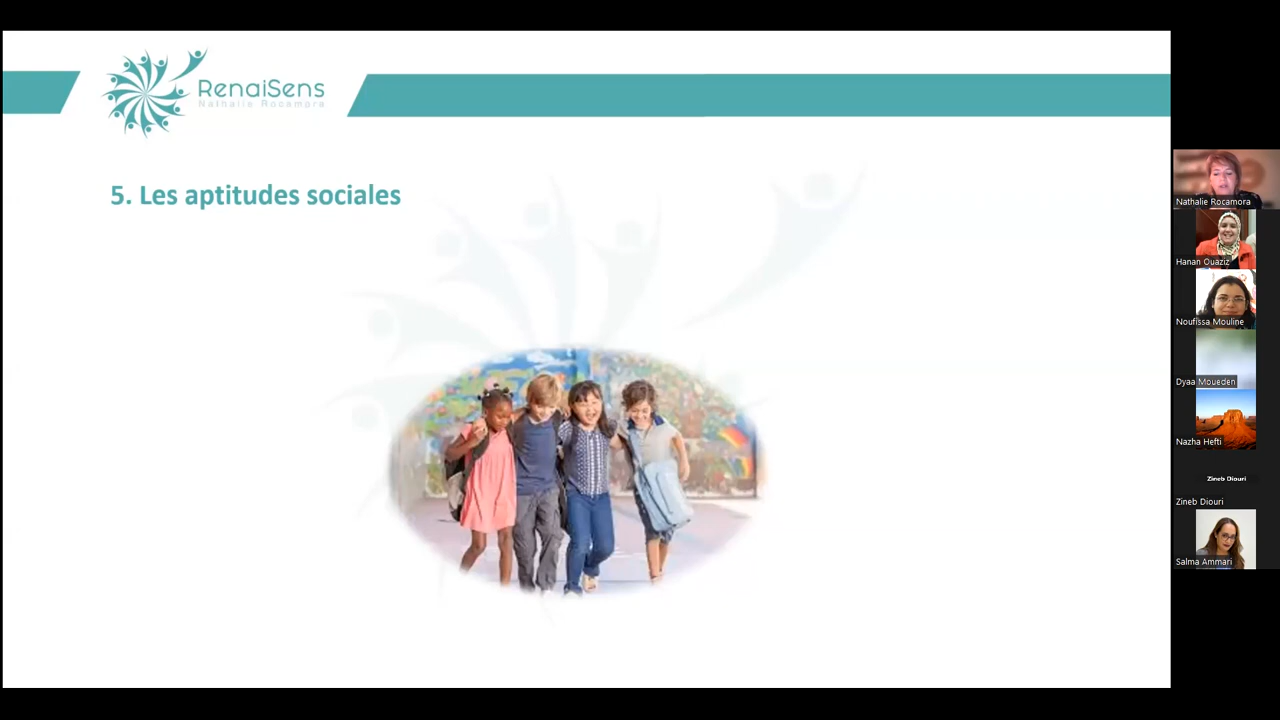 RenaiSens
Nathalie Rocamora
5. Les aptitudes sociales
Nathalie Rocamora
Hanan Ouaziz
Noufissa Mouline
Dyaa Moueden
Nazha Hefti
Zineb Diouri
Zineb Diouri
Salma Ammari